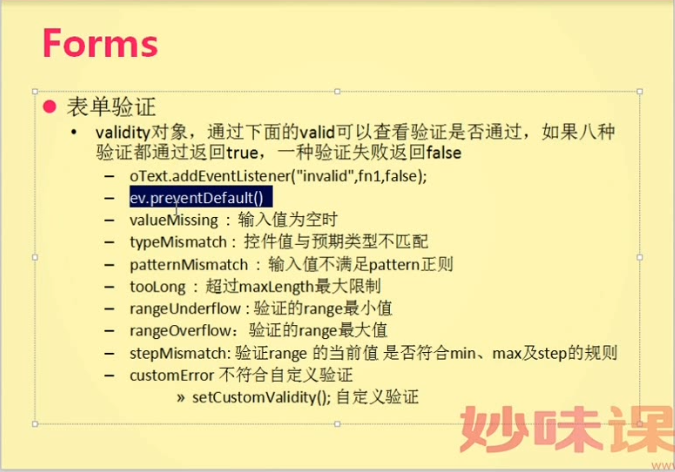 Forms
表单验证
validity对象，通过下面的valid可以查看验证是否通过，如果八种
验证都通过返回true，一种验证失败返回false
oText.addEventListener("invalid",fn1,false);
ev.preventDefault()
valueMissing : 输入值为空时
typeMismatch : 控件值与预期类型不匹配
patternMismatch : 输入值不满足pattern正则
tooLong : 超过maxLength最大限制
rangeUnderflow : 验证的range最小值
rangeOverflow：验证的range最大值
stepMismatch: 验证range 的当前值 是否符合min、max及step的规则
customError 不符合自定义验证
» setCustomValidity(); 自定义验证
妙味课
www